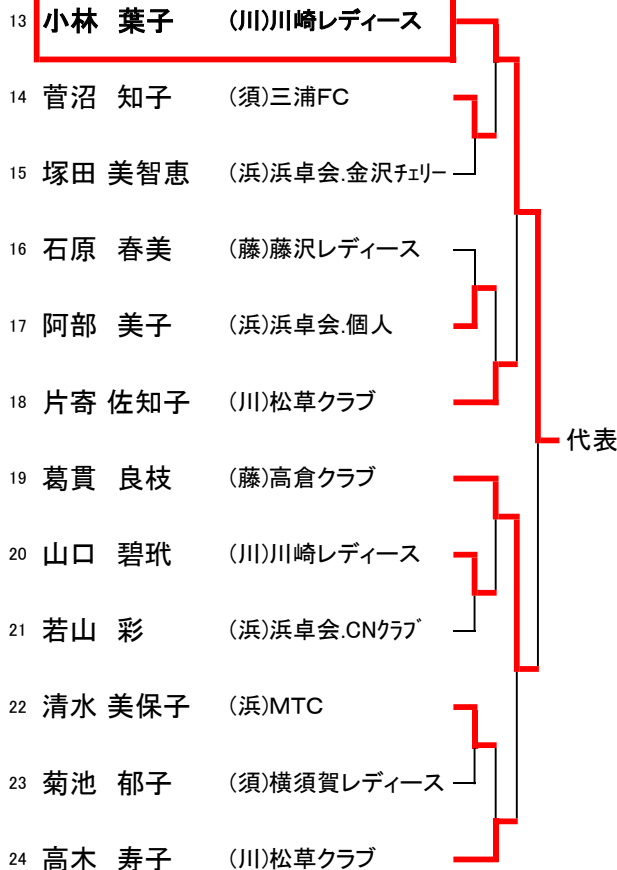 13 小林 葉子 (川)川崎レディース
14 菅沼 知子 (須)三浦FC
15 塚田 美智恵 (浜)浜卓会.金沢ﾁｪﾘｰ
16 石原 春美 (藤)藤沢レディース
17 阿部 美子 (浜)浜卓会.個人
18 片寄 佐知子 (川)松草クラブ
代表
19 葛貫 良枝 (藤)高倉クラブ
20 山口 碧玳 (川)川崎レディース
21 若山 彩 (浜)浜卓会.CNｸﾗﾌﾞ
22 清水 美保子 (浜)MTC
23 菊池 郁子 (須)横須賀レディース
24 高木 寿子 (川)松草クラブ